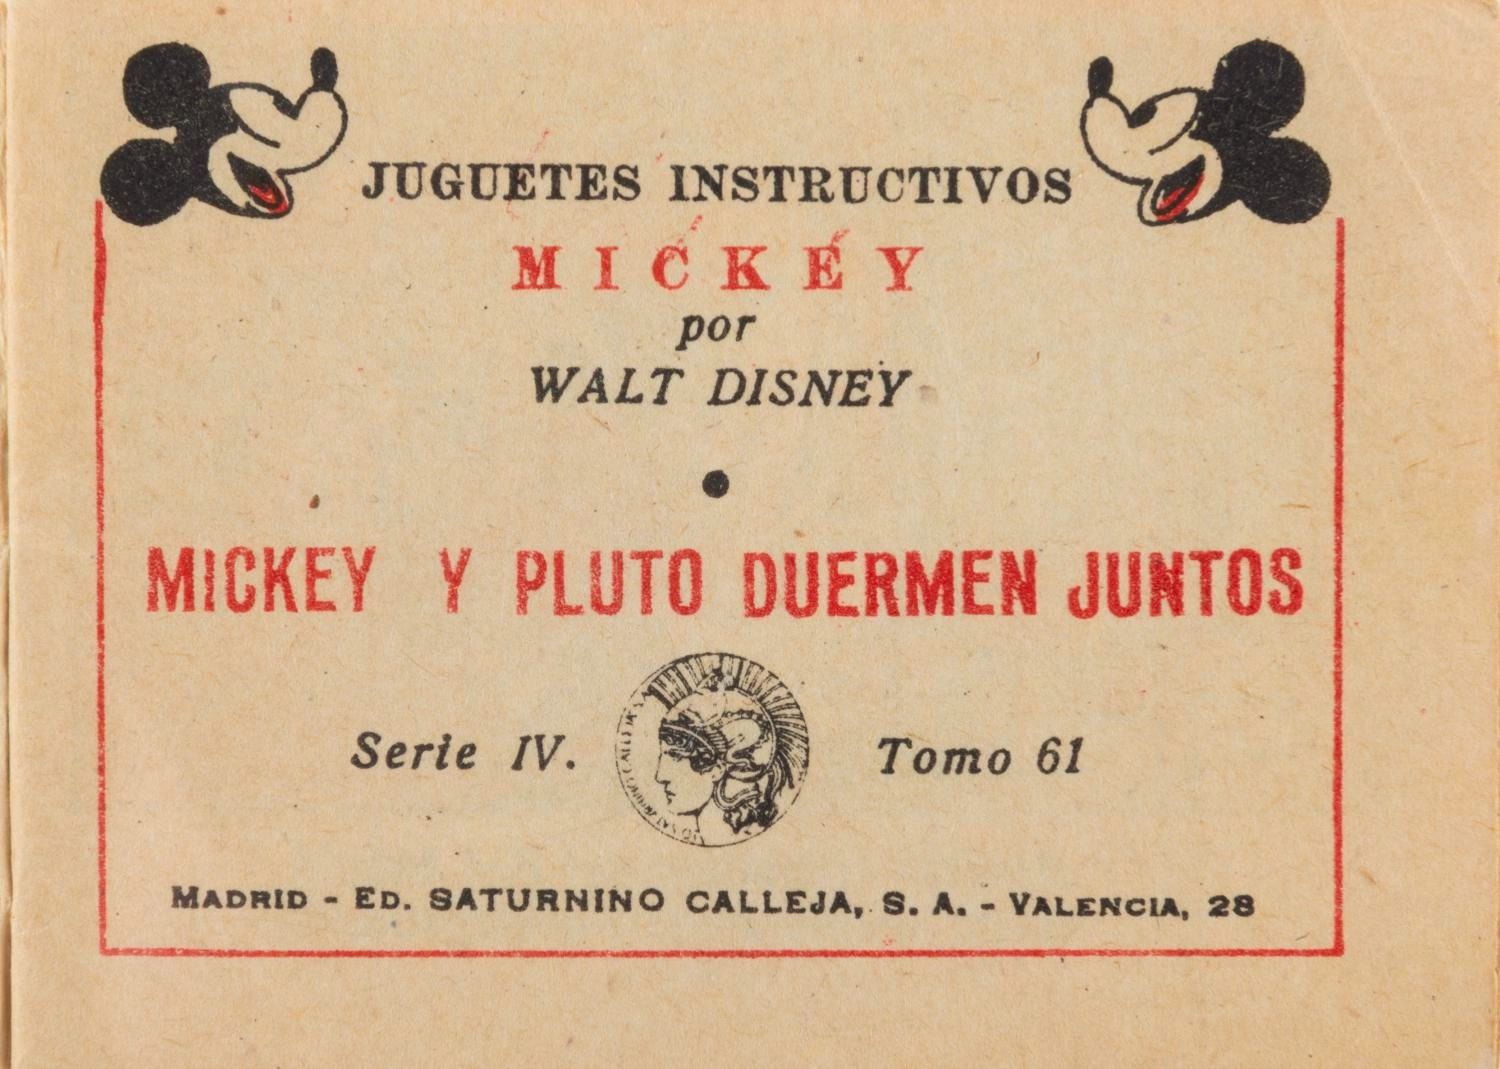 JUGUETES INSTRUCTIVOS
MICKEY
por
WALT DISNEY
MICKEY Y PLUTO DUERMEN JUNTOS
Serie IV.
Tomo 61
MADRID - ED. SATURNINO CALLEJA, S. A. - VALENCIA, 28